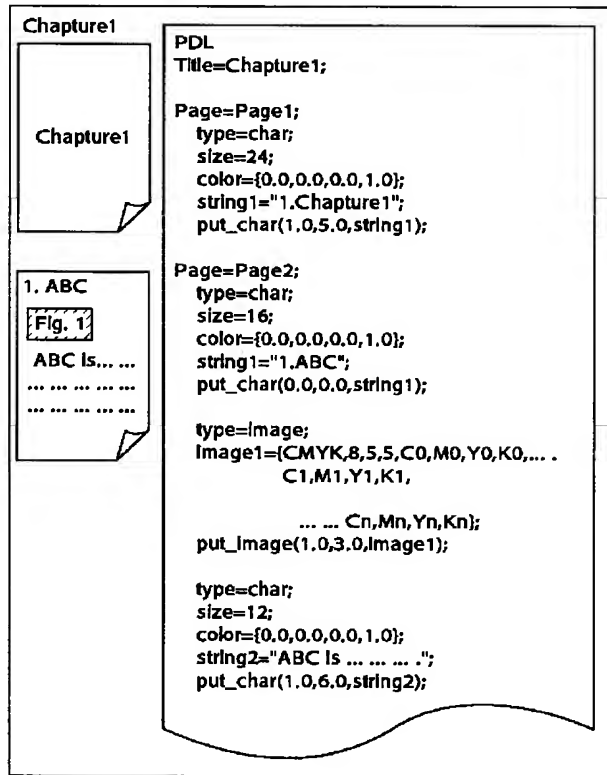 Chapture1
Chapture1
1. ABC
Fig. 1
ABC is... ...
... ... ... ... ...
... ... ... ... ...
PDL
Title=Chapture1;
Page=Page1;
type=char;
size=24;
color={0.0,0.0,0.0,1.0};
string1="1.Chapture1";
put_char(1.0,5.0,string1);
Page=Page2;
type=char;
size=16;
color={0.0,0.0,0.0,1.0};
string1="1.ABC";
put_char(0.0,0.0,string1);
type=image;
image1={CMYK,8,5,5,C0,M0,Y0,K0,... .
C1,M1,Y1,K1,
... ... Cn,Mn,Yn,Kn};
put_image(1.0,3.0,image1);
type=char;
size=12;
color={0.0,0.0,0.0,1.0};
string2="ABC is ... ... ... .";
put_char(1.0,6.0,string2);